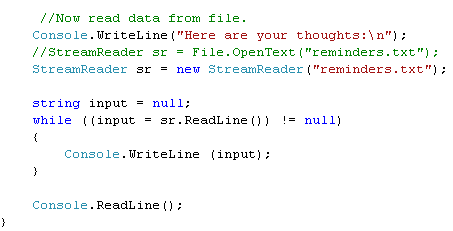 //Now read data from file.
Console.WriteLine("Here are your thoughts:\n");
//StreamReader sr = File.OpenText("reminders.txt");
StreamReader sr = new StreamReader("reminders.txt");
string input = null;
while ((input = sr.ReadLine()) != null)
{
Console.WriteLine (input);
}
Console.ReadLine();
}